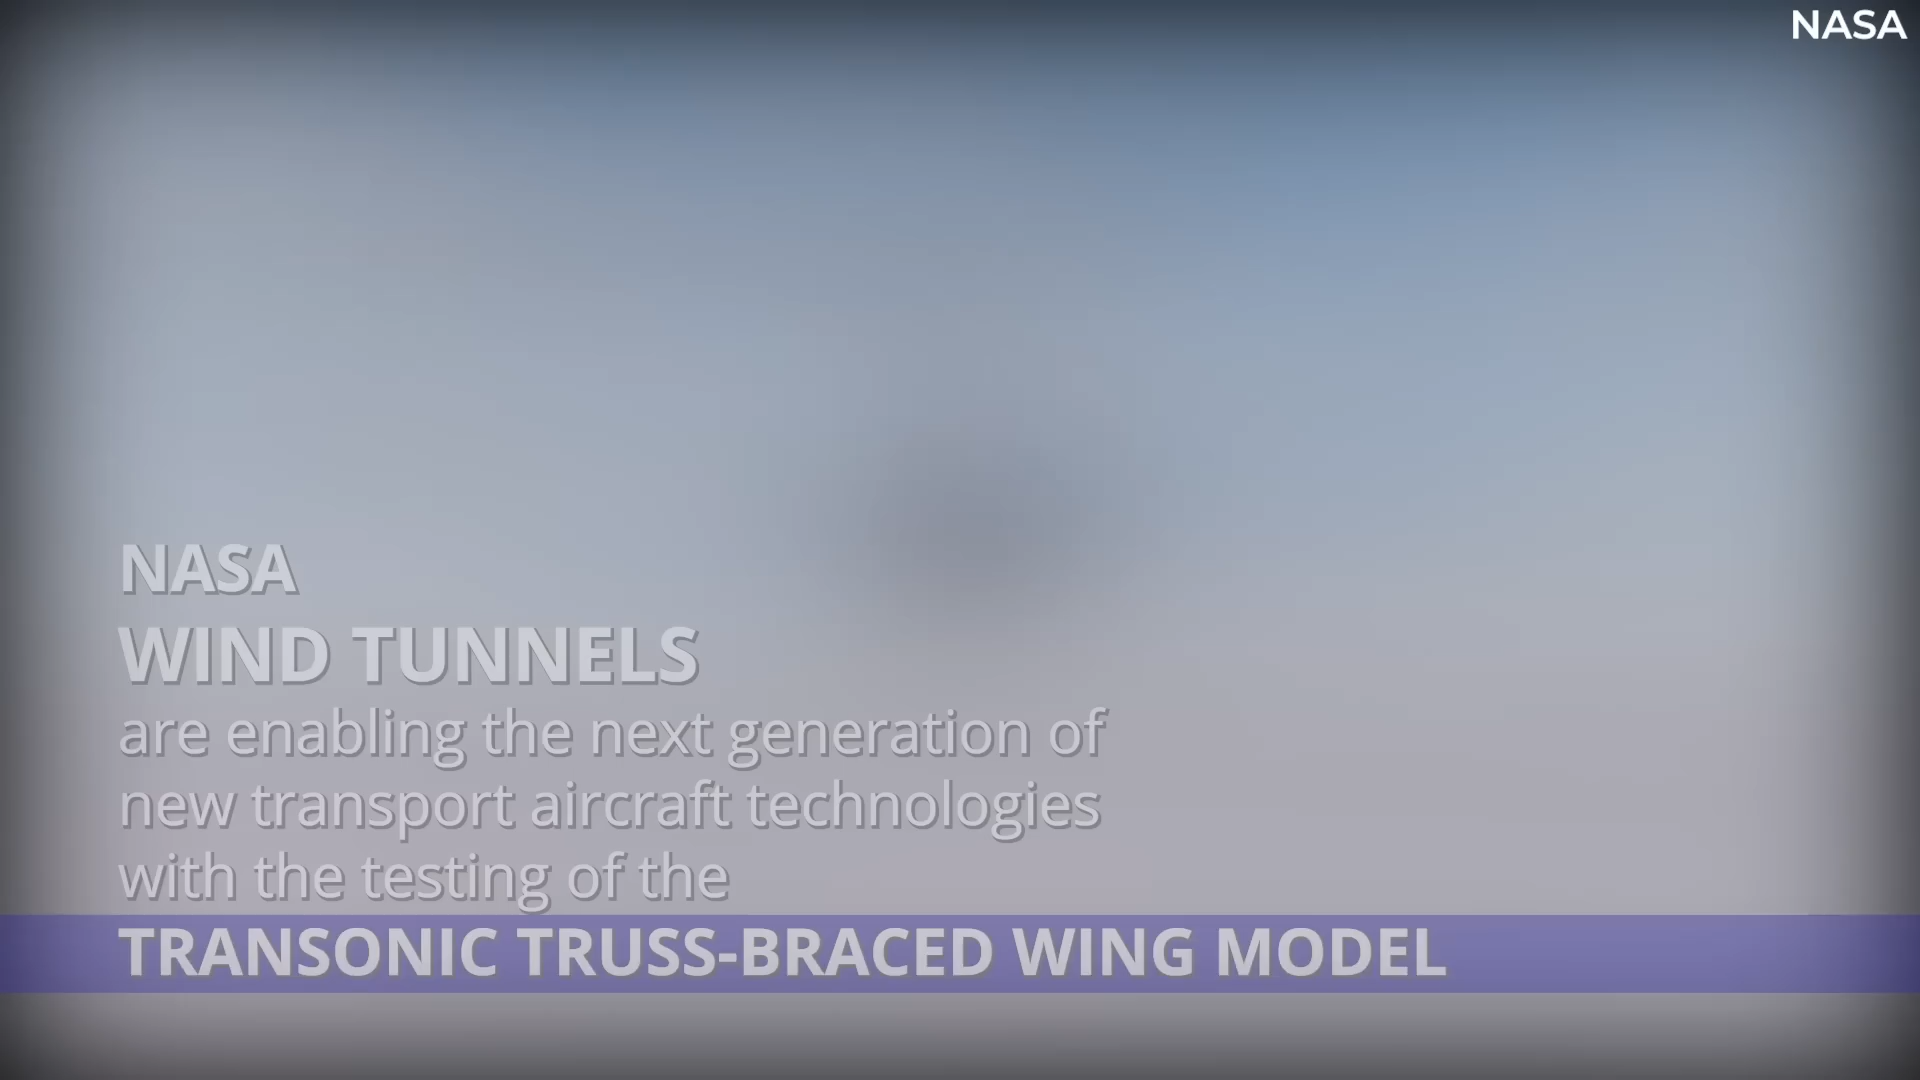 NASA
NASA
WIND TUNNELS
are enabling the next generation of
new transport aircraft technologies
with the testing of the
TRANSONIC TRUSS-BRACED WING MODEL